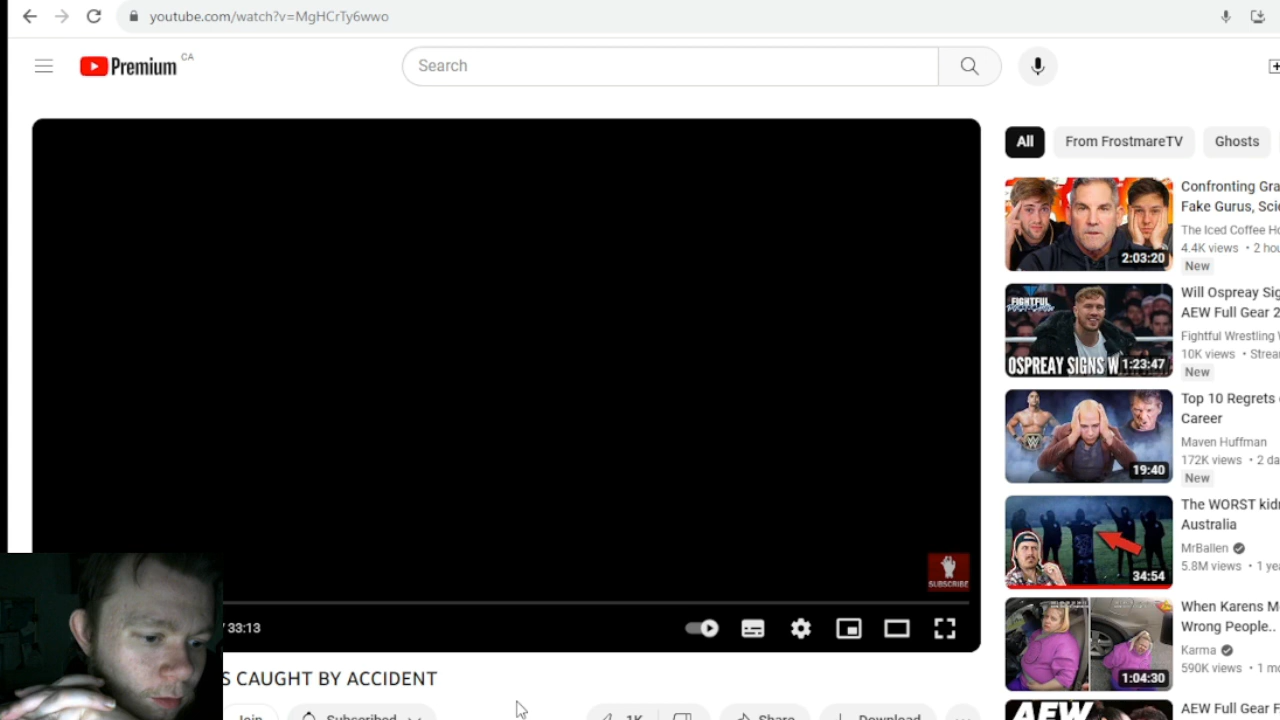 youtube.com/watch?v=MgHCrTy6wwo
Premium CA
Search
All
From FrostmareTV
Ghosts
Confronting Gra
Fake Gurus, Scie
The Iced Coffee Ho
4.4K views • 2 hou
New
2:03:20
Will Ospreay Sig
AEW Full Gear 2
Fightful Wrestling W
10K views • Strea
New
FIGHTFUL
OSPREAY SIGNS W
1:23:47
Top 10 Regrets
Career
Maven Huffman
172K views • 2 da
New
19:40
The WORST kidn
Australia
MrBallen
5.8M views • 1 yea
34:54
SUBSCRIBE
/ 33:13
When Karens M
Wrong People..
Karma
590K views • 1 mo
1:04:30
S CAUGHT BY ACCIDENT
Join
Subscribed
1K
Share
Download
AEW
AEW Full Gear F